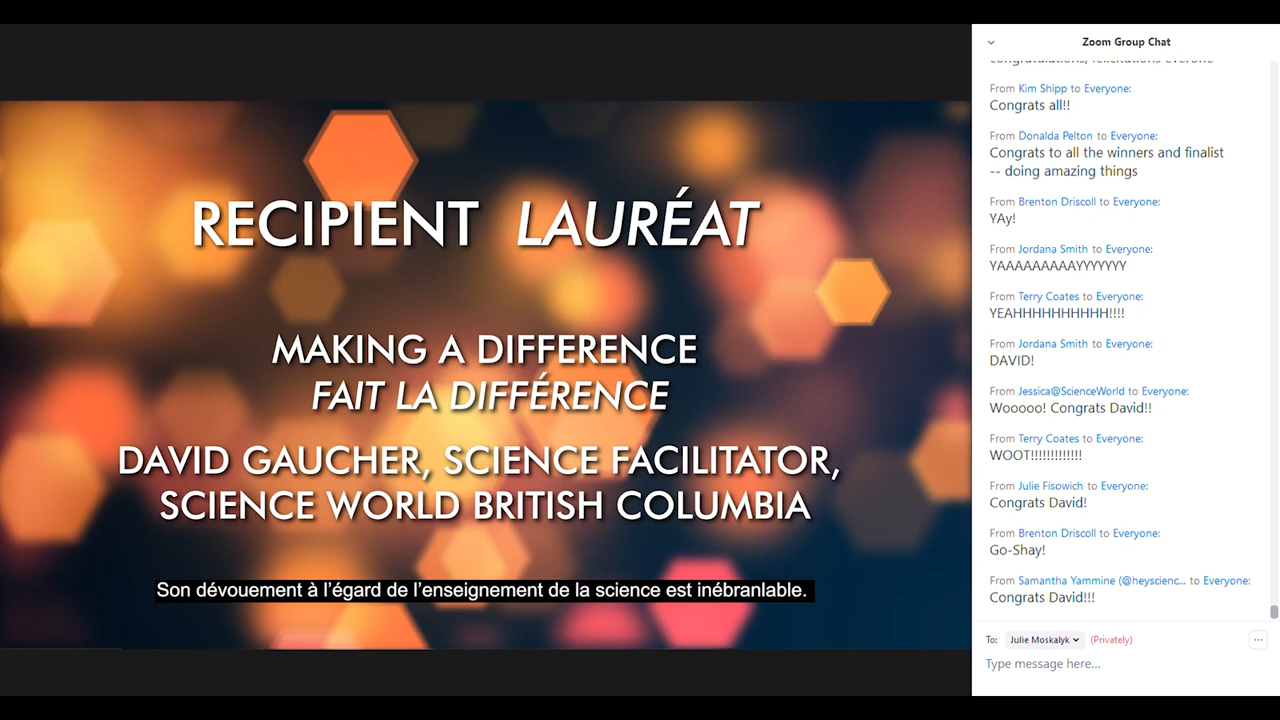 RECIPIENT LAURÉAT
MAKING A DIFFERENCE
FAIT LA DIFFÉRENCE
DAVID GAUCHER, SCIENCE FACILITATOR,
SCIENCE WORLD BRITISH COLUMBIA
Son dévouement à l'égard de l'enseignement de la science est inébranlable.
Zoom Group Chat
From Kim Shipp to Everyone:
Congrats all!!
From Donalda Pelton to Everyone:
Congrats to all the winners and finalist
-- doing amazing things
From Brenton Driscoll to Everyone:
YAy!
From Jordana Smith to Everyone:
YAAAAAAAAAYYYYYYY
From Terry Coates to Everyone:
YEAHHHHHHHHHH!!!!
From Jordana Smith to Everyone:
DAVID!
From Jessica@ScienceWorld to Everyone:
Wooooo! Congrats David!!
From Terry Coates to Everyone:
WOOT!!!!!!!!!!!!!
From Julie Fisowich to Everyone:
Congrats David!
From Brenton Driscoll to Everyone:
Go-Shay!
From Samantha Yammine (@heyscienc... to Everyone:
Congrats David!!!
To: Julie Moskalyk (Privately)
Type message here...